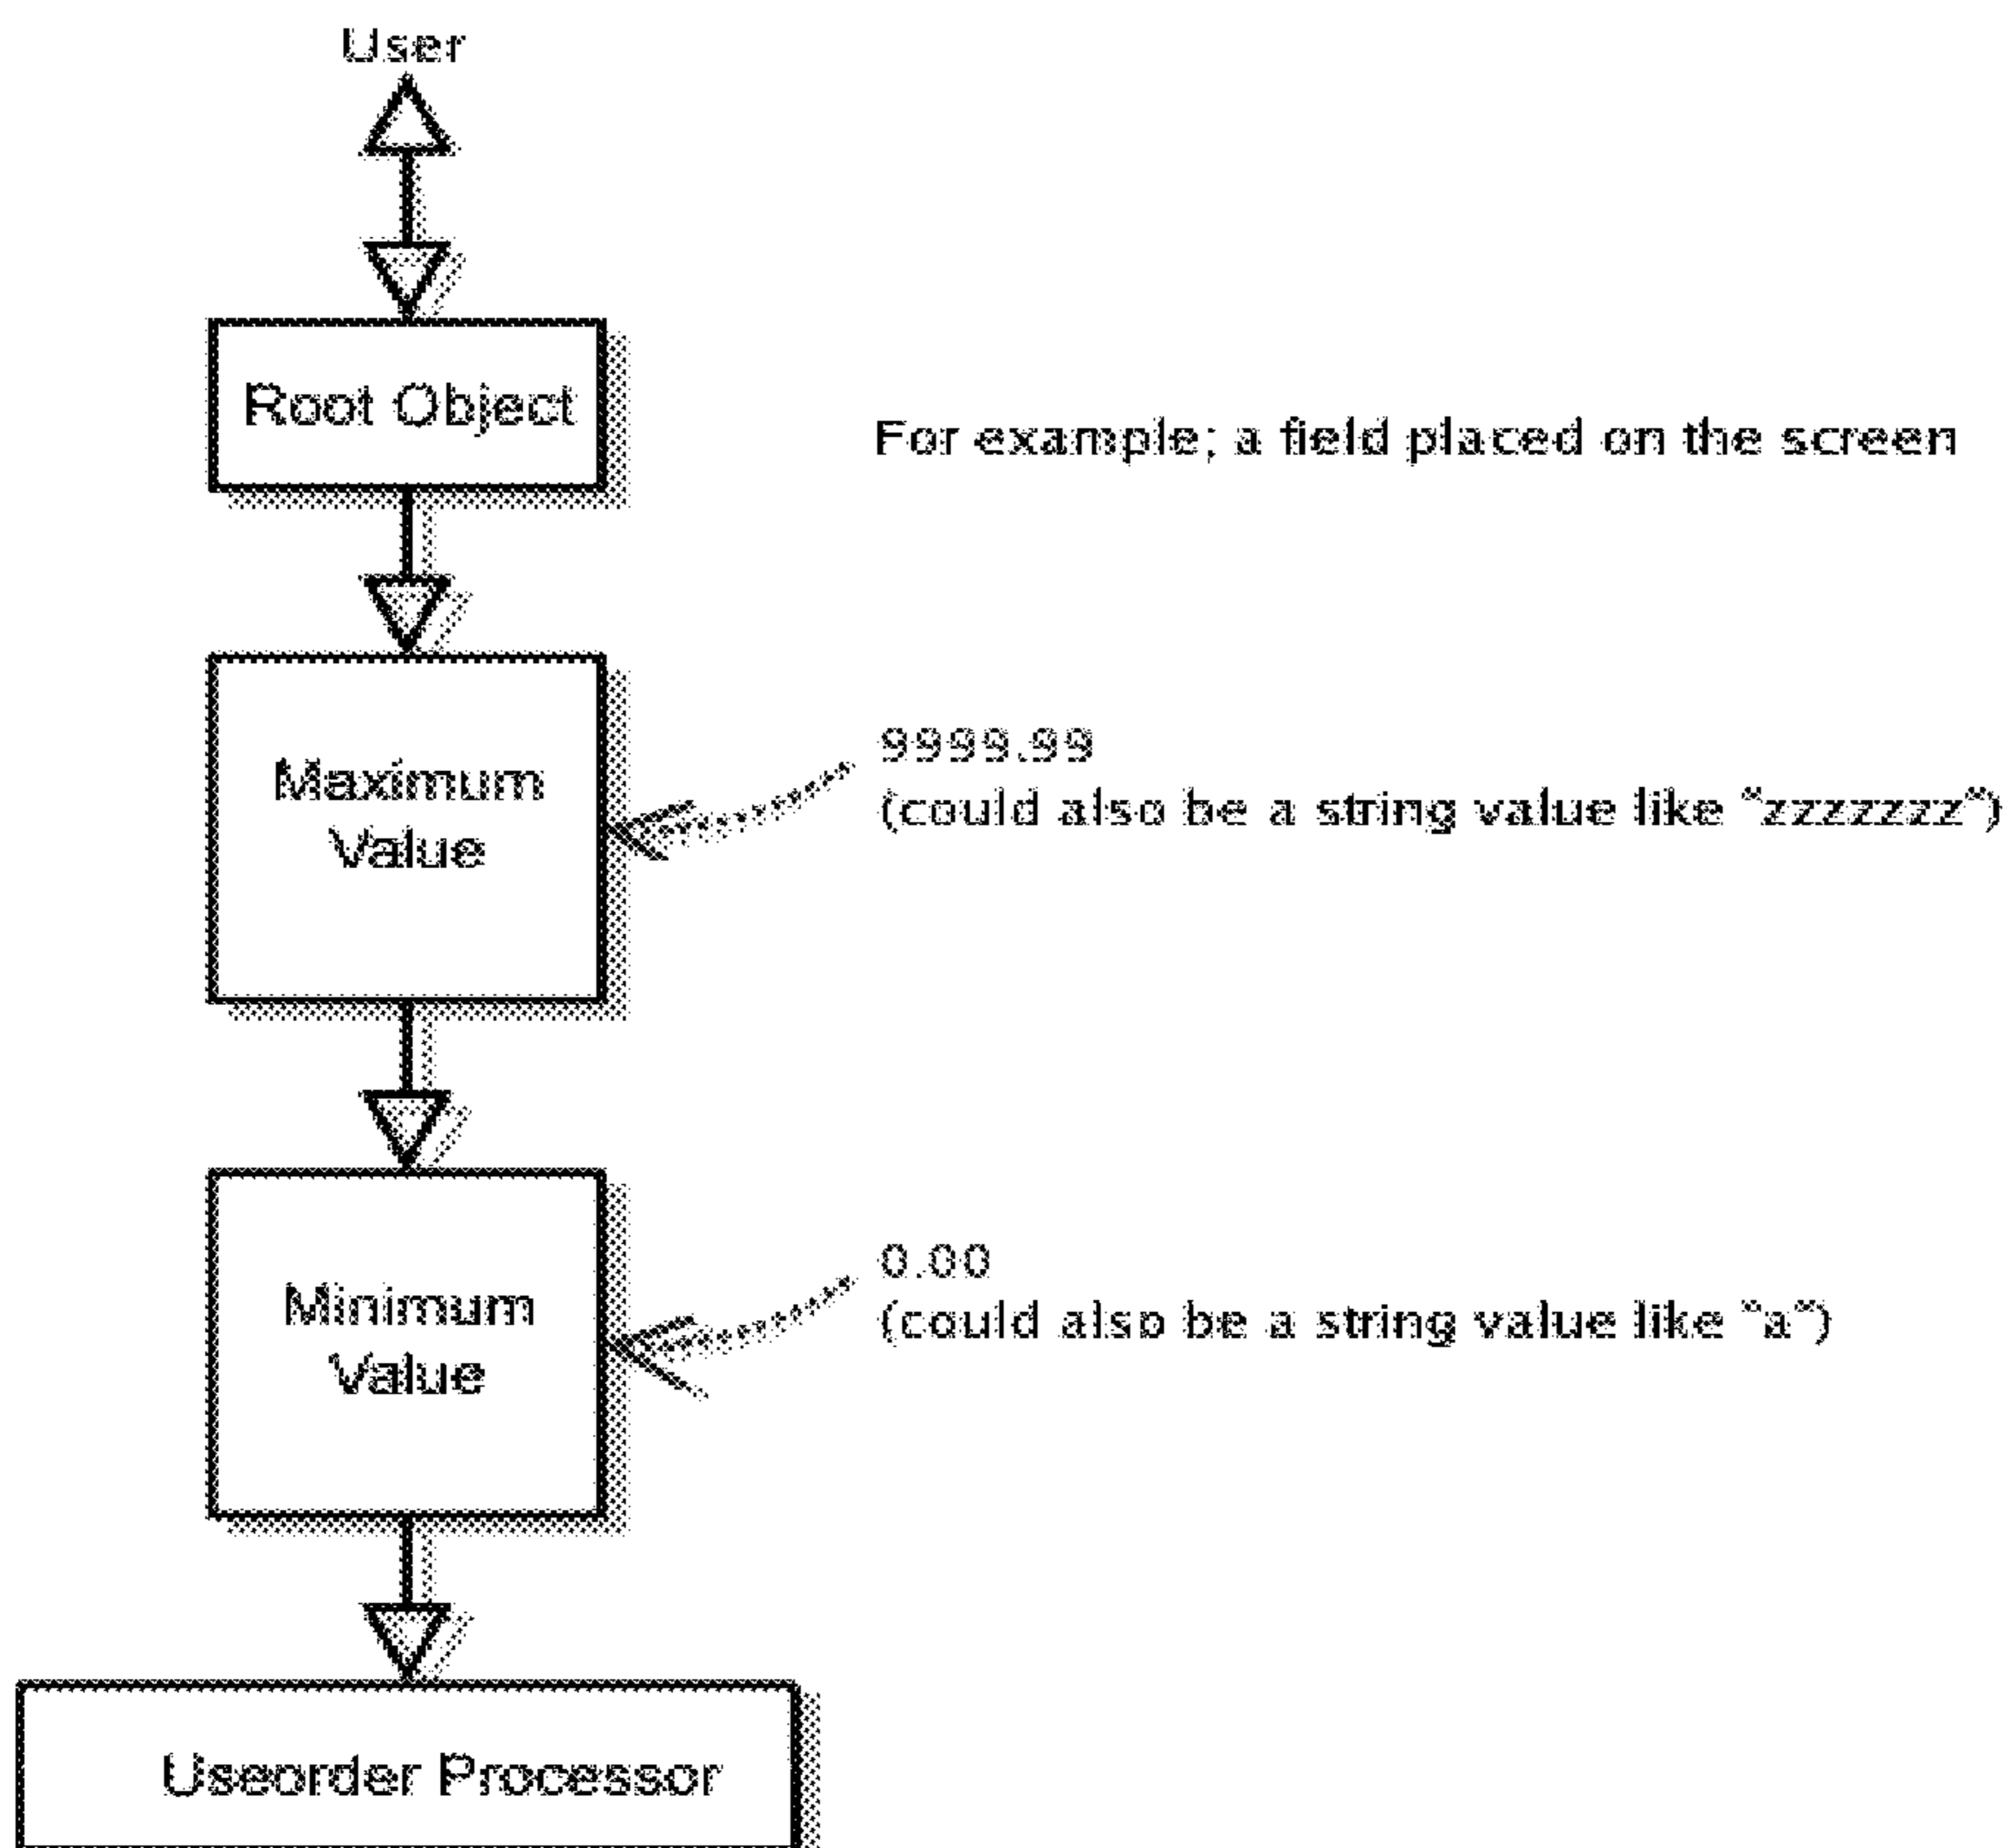 User
Root Object
For example; a field placed on the screen
Maximum
Value
9999.99
(could also be a string value like "zzzzzzz")
Minimum
Value
0.00
(could also be a string value like "a")
Useorder Processor